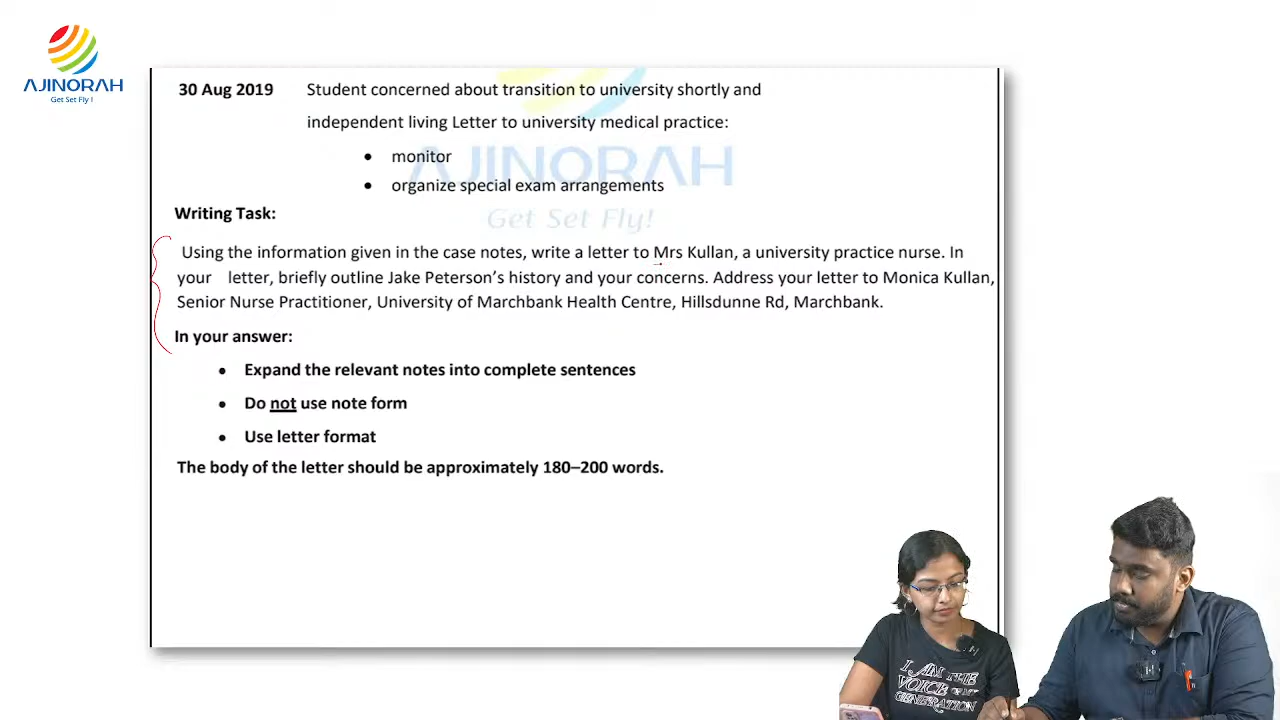 AJINORAH
Get Set Fly !
30 Aug 2019 Student concerned about transition to university shortly and
independent living Letter to university medical practice:
• monitor
• organize special exam arrangements
AJINORAH
Get Set Fly!
Writing Task:
Using the information given in the case notes, write a letter to Mrs Kullan, a university practice nurse. In
your letter, briefly outline Jake Peterson’s history and your concerns. Address your letter to Monica Kullan,
Senior Nurse Practitioner, University of Marchbank Health Centre, Hillsdunne Rd, Marchbank.
In your answer:
• Expand the relevant notes into complete sentences
• Do not use note form
• Use letter format
The body of the letter should be approximately 180–200 words.
I AM THE
VOICE
GENERATION